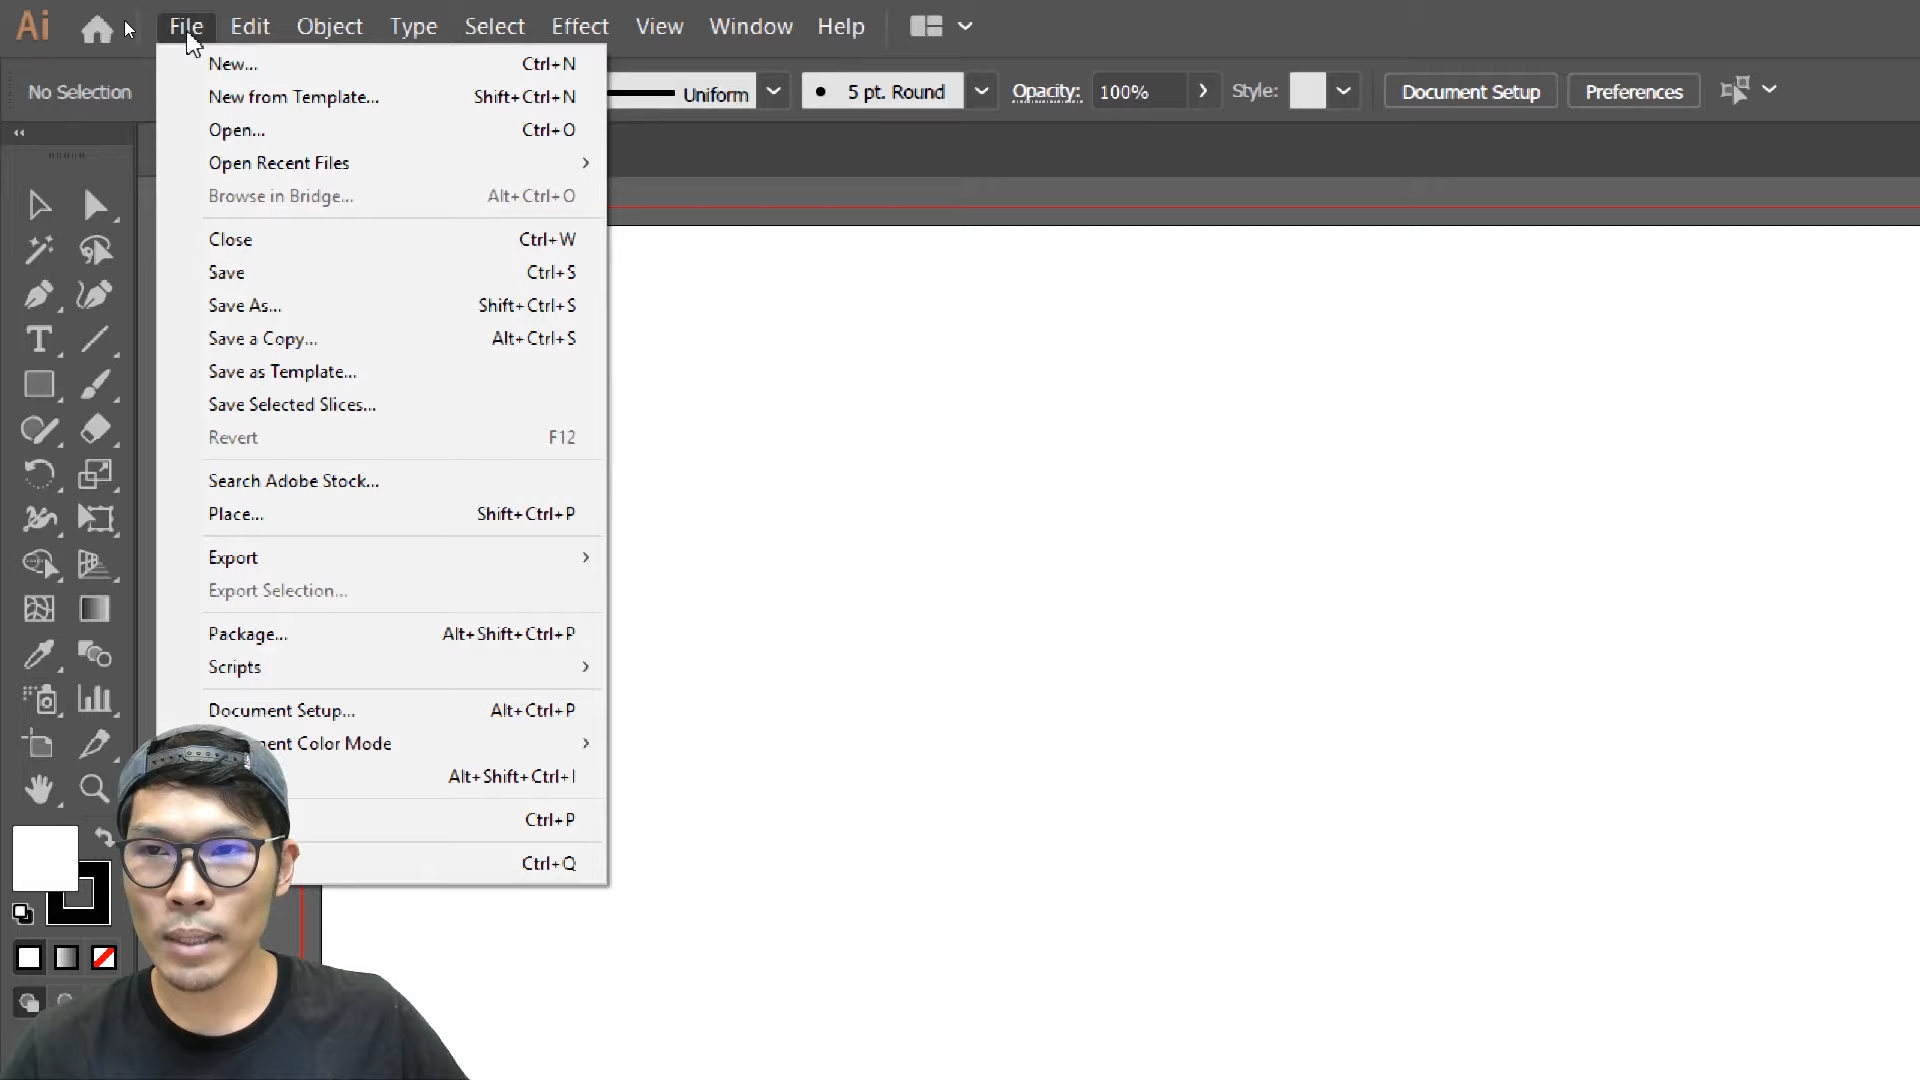 Ai File Edit Object Type Select Effect View Window Help
No Selection Uniform 5 pt. Round Opacity: 100% Style: Document Setup Preferences
New... Ctrl+N
New from Template... Shift+Ctrl+N
Open... Ctrl+O
Open Recent Files
Browse in Bridge... Alt+Ctrl+O
Close Ctrl+W
Save Ctrl+S
Save As... Shift+Ctrl+S
Save a Copy... Alt+Ctrl+S
Save as Template...
Save Selected Slices...
Revert F12
Search Adobe Stock...
Place... Shift+Ctrl+P
Export
Export Selection...
Package... Alt+Shift+Ctrl+P
Scripts
Document Setup... Alt+Ctrl+P
Color Mode
Alt+Shift+Ctrl+I
Ctrl+P
Ctrl+Q